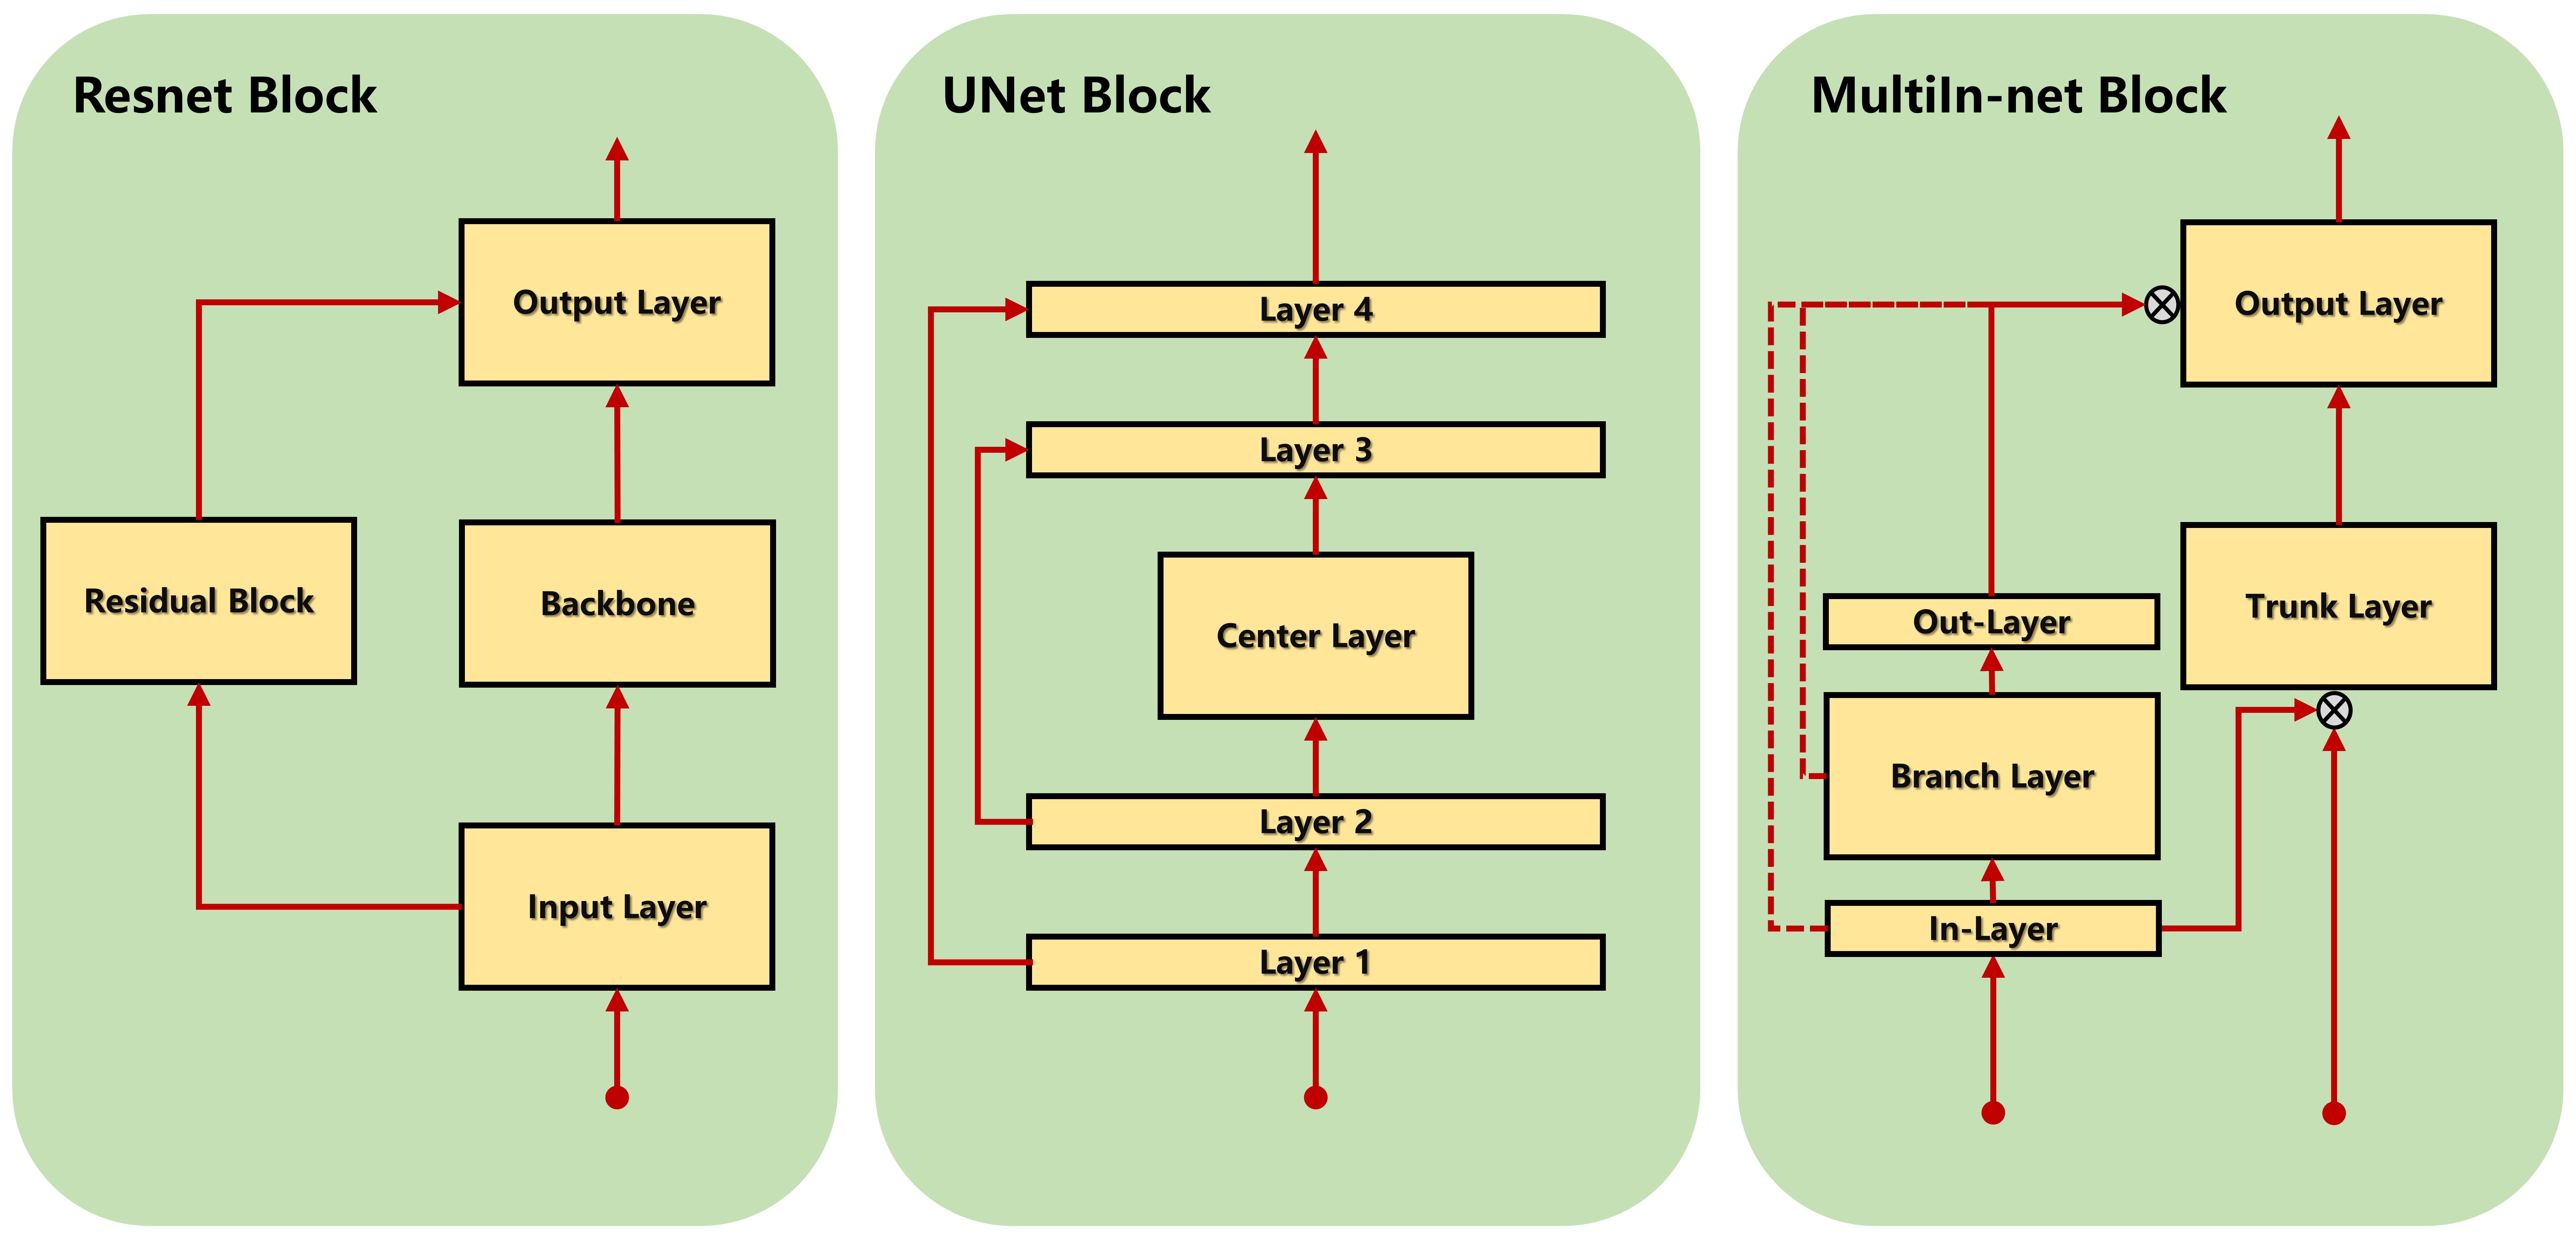 Resnet Block
Output Layer
Residual Block
Backbone
Input Layer
UNet Block
Layer 4
Layer 3
Center Layer
Layer 2
Layer 1
MultiIn-net Block
Output Layer
Out-Layer
Trunk Layer
Branch Layer
In-Layer